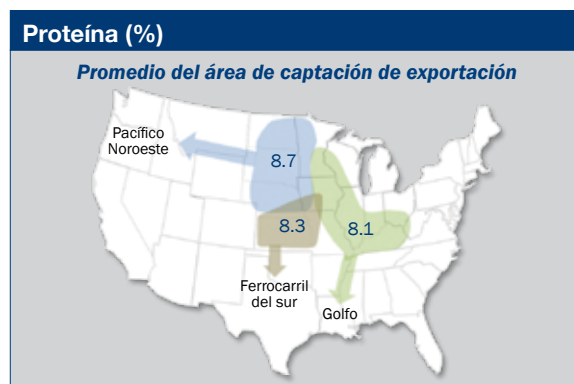 Proteína (%)
Promedio del área de captación de exportación
Pacífico
Noroeste
8.7
8.3
8.1
Ferrocarril
del sur
Golfo